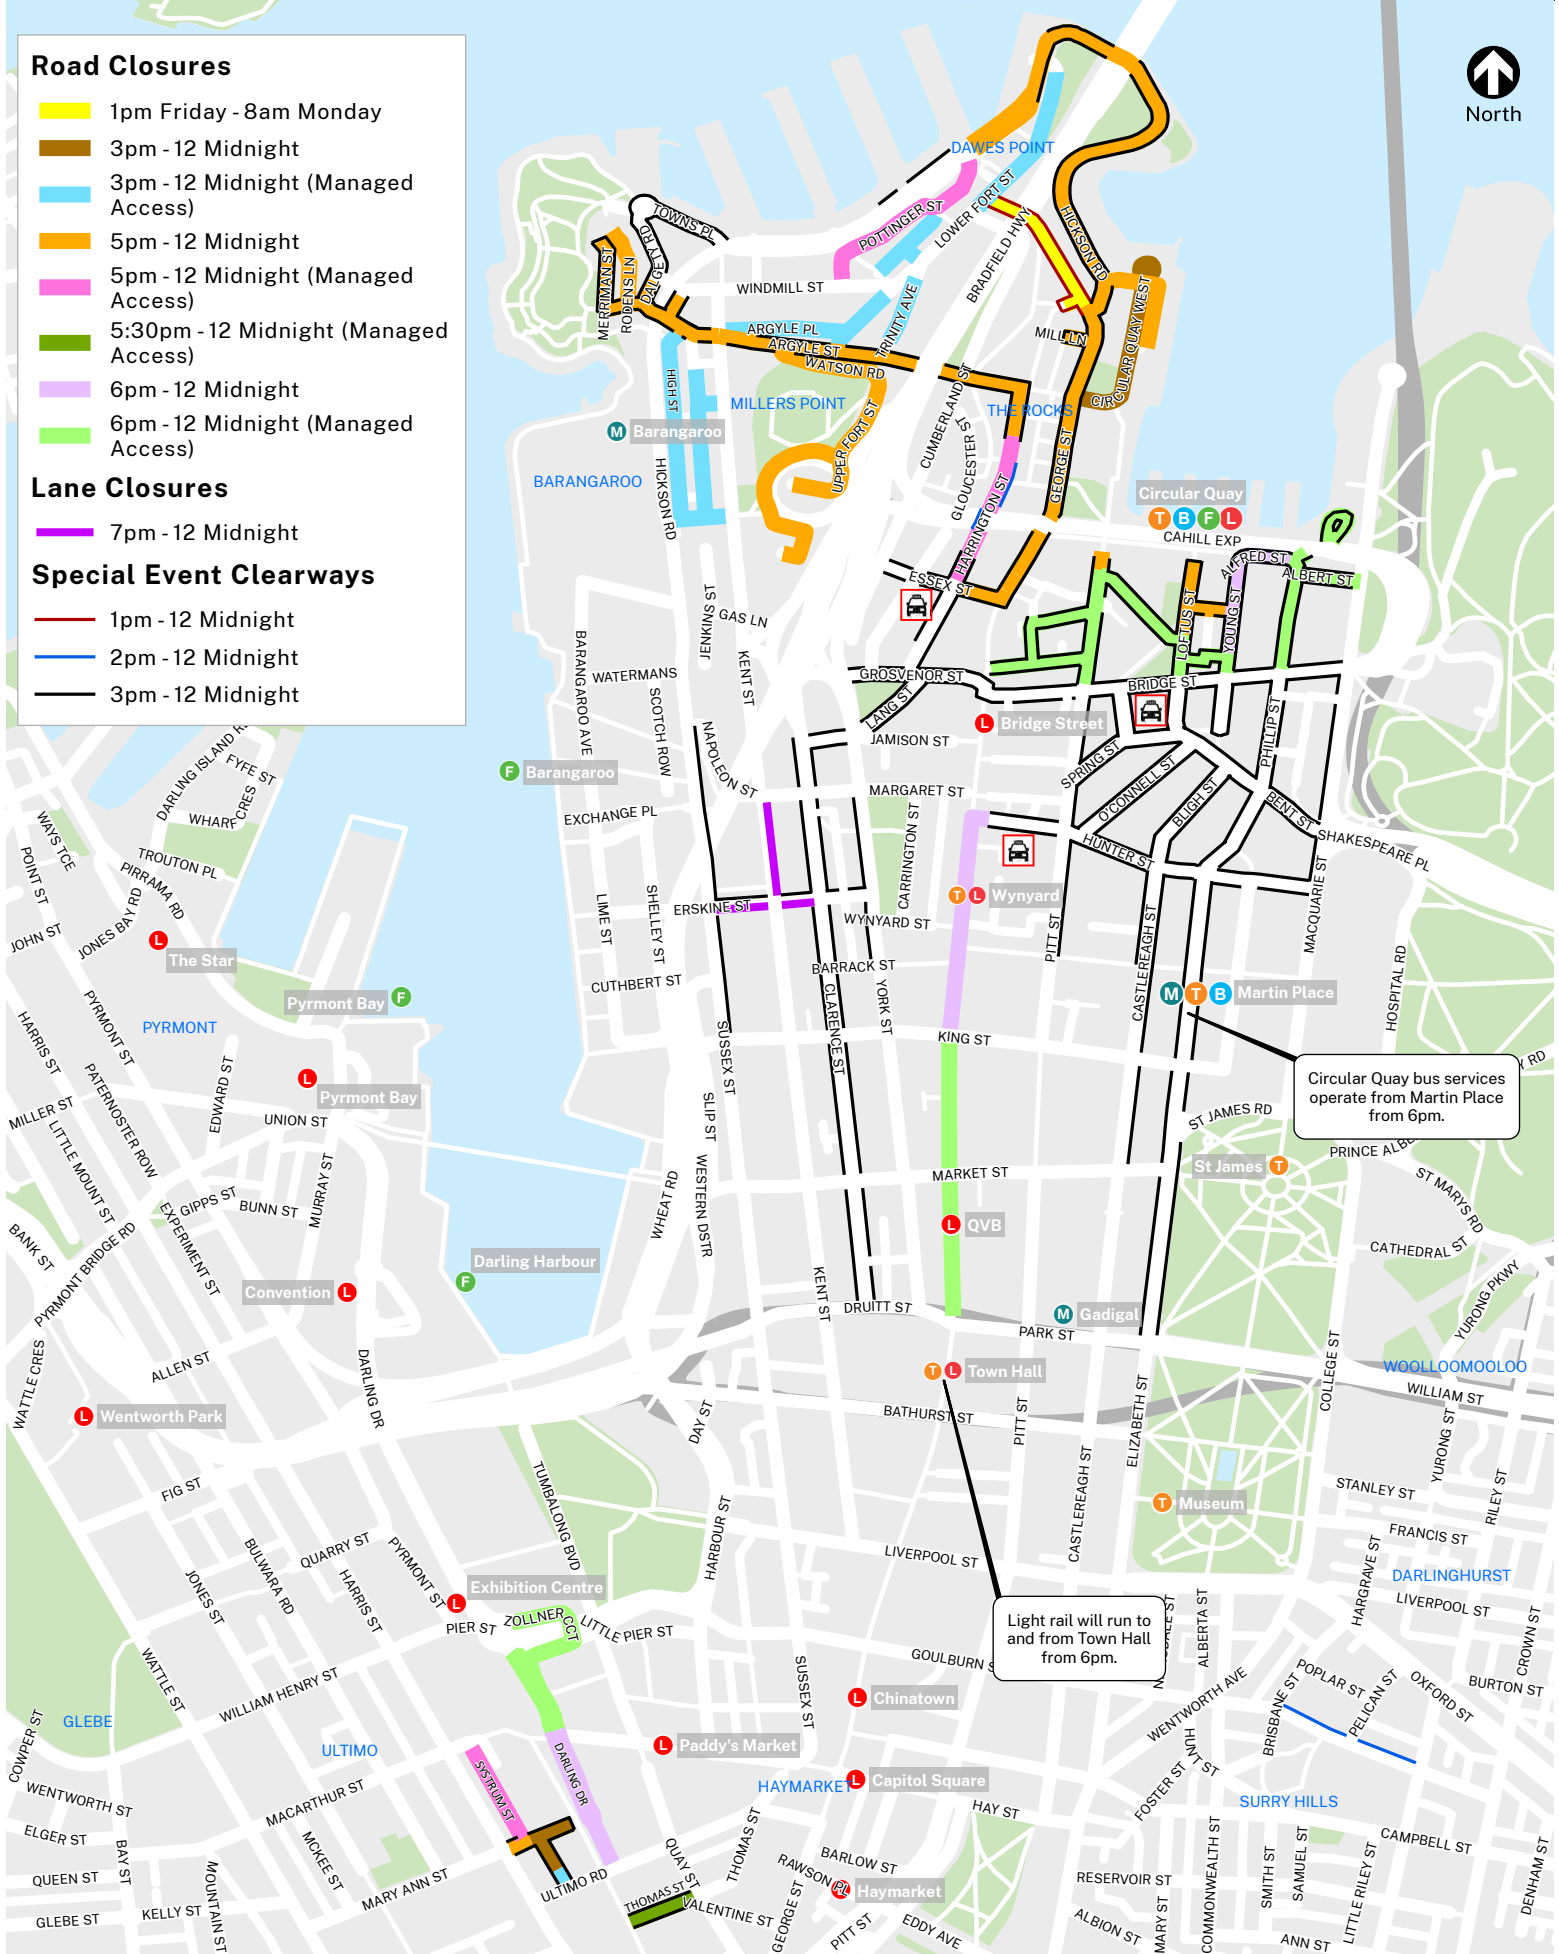 Road Closures
1pm Friday - 8am Monday
3pm - 12 Midnight
3pm - 12 Midnight (Managed
Access)
5pm - 12 Midnight
5pm - 12 Midnight (Managed
Access)
5:30pm - 12 Midnight (Managed
Access)
6pm - 12 Midnight
6pm - 12 Midnight (Managed
Access)
Lane Closures
7pm - 12 Midnight
Special Event Clearways
1pm - 12 Midnight
2pm - 12 Midnight
3pm - 12 Midnight
North
DAWES POINT
TOWNS PL
POTTINGER ST
LOWER FORT ST
HICKSON RD
DALGETY RD
MERRIMAN ST
RODENS LN
WINDMILL ST
BRADFIELD HWY
TRINITY AVE
ARGYLE PL
ARGYLE ST
WATSON RD
MILL LN
CIRCULAR QUAY WEST
HIGH ST
MILLERS POINT
UPPER FORT ST
CUMBERLAND ST
THE ROCKS
GLOUCESTER ST
GEORGE ST
HARRINGTON ST
M
Barangaroo
BARANGAROO
HICKSON RD
Circular Quay
T B F L
CAHILL EXP
ALFRED ST
ALBERT ST
ESSEX ST
LOFTUS ST
YOUNG ST
JENKINS ST
GAS LN
KENT ST
BARANGAROO AVE
WATERMANS
SCOTCH ROW
GROSVENOR ST
BRIDGE ST
LANG ST
L
Bridge Street
PHILLIP ST
JAMISON ST
NAPOLEON ST
SPRING ST
O'CONNELL ST
BLIGH ST
BENT ST
SHAKESPEARE PL
F
Barangaroo
MARGARET ST
EXCHANGE PL
CARRINGTON ST
HUNTER ST
MACQUARIE ST
DARLING ISLAND R
FYFE ST
WHARF CRES
WAYS TCE
POINT ST
TROUTON PL
PIRRAMA RD
JONES BAY RD
JOHN ST
L
The Star
LIME ST
SHELLEY ST
ERSKINE ST
T L
Wynyard
WYNYARD ST
PITT ST
CASTLEREAGH ST
HOSPITAL RD
BARRACK ST
CUTHBERT ST
CLARENCE ST
YORK ST
M T B
Martin Place
Pyrmont Bay
F
PYRMONT
PYRMONT ST
HARRIS ST
SUSSEX ST
KING ST
Circular Quay bus services
operate from Martin Place
from 6pm.
Y RD
L
Pyrmont Bay
EDWARD ST
PATERNOSTER ROW
MILLER ST
LITTLE MOUNT ST
UNION ST
SLIP ST
ST JAMES RD
PRINCE ALBE
WESTERN DSTR
WHEAT RD
MARKET ST
St James
T
ST MARYS RD
MURRAY ST
GIPPS ST
BUNN ST
EXPERIMENT ST
BANK ST
PYRMONT BRIDGE RD
L
QVB
CATHEDRAL ST
Darling Harbour
F
Convention
L
KENT ST
DRUITT ST
M
Gadigal
PARK ST
YURONG PKWY
COLLEGE ST
WOOLLOOMOOLOO
WILLIAM ST
WATTLE CRES
ALLEN ST
DARLING DR
T L
Town Hall
L
Wentworth Park
DAY ST
BATHURST ST
PITT ST
ELIZABETH ST
YURONG ST
FIG ST
TUMBALONG BVD
CASTLEREAGH ST
T
Museum
STANLEY ST
RILEY ST
HARBOUR ST
FRANCIS ST
BULWARA RD
QUARRY ST
PYRMONT ST
LIVERPOOL ST
HARGRAVE ST
DARLINGHURST
JONES ST
HARRIS ST
Exhibition Centre
L
PIER ST
ZOLLNER CCT
LITTLE PIER ST
Light rail will run to
and from Town Hall
from 6pm.
ALBERTA ST
LIVERPOOL ST
CROWN ST
GOULBURN S
WATTLE ST
WILLIAM HENRY ST
SUSSEX ST
L
Chinatown
WENTWORTH AVE
BRISBANE ST
POPLAR ST
PELICAN ST
OXFORD ST
BURTON ST
GLEBE
COWPER ST
ULTIMO
L
Paddy's Market
HUNT ST
DARLING DR
SYSTRUM ST
HAYMARKET
L
Capitol Square
WENTWORTH ST
MACARTHUR ST
FOSTER ST
SURRY HILLS
HAY ST
ELGER ST
BAY ST
MCKEE ST
THOMAS ST
QUAY ST
CAMPBELL ST
BARLOW ST
RAWSON PL
L
Haymarket
QUEEN ST
MOUNTAIN ST
MARY ANN ST
ULTIMO RD
THOMAS ST
VALENTINE ST
GEORGE ST
PITT ST
EDDY AVE
RESERVOIR ST
COMMONWEALTH ST
SMITH ST
SAMUEL ST
LITTLE RILEY ST
DENHAM ST
KELLY ST
GLEBE ST
ALBION ST
MARY ST
ANN ST